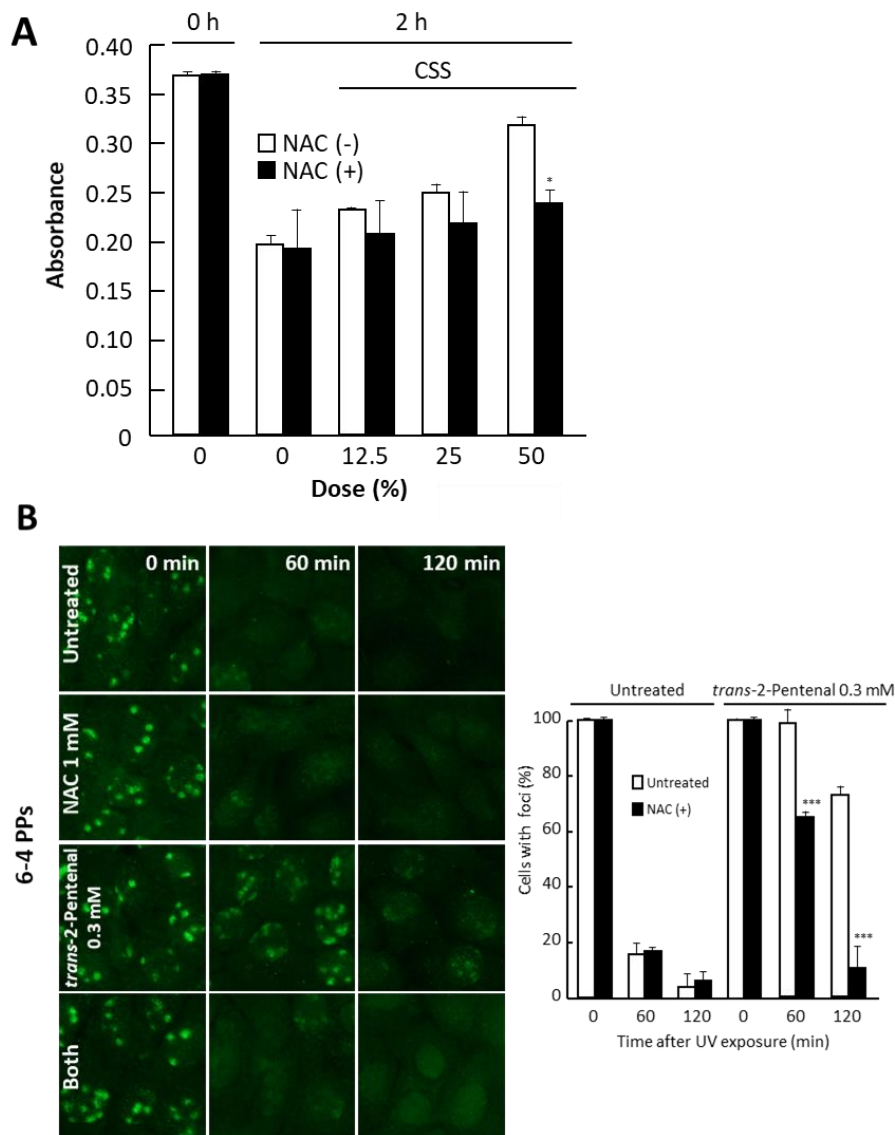 A
0 h 2 h
CSS
0.40
0.35
0.30
0.25
0.20
0.15
0.10
0.05
0
Absorbance
NAC (-)
NAC (+)
*
0 0 12.5 25 50
Dose (%)
B
0 min 60 min 120 min
6-4 PPs
Untreated
NAC 1 mM
trans-2-Pentenal
0.3 mM
Both
Untreated trans-2-Pentenal 0.3 mM
100
80
60
40
20
0
Cells with foci (%)
Untreated
NAC (+)
***
***
0 60 120 0 60 120
Time after UV exposure (min)